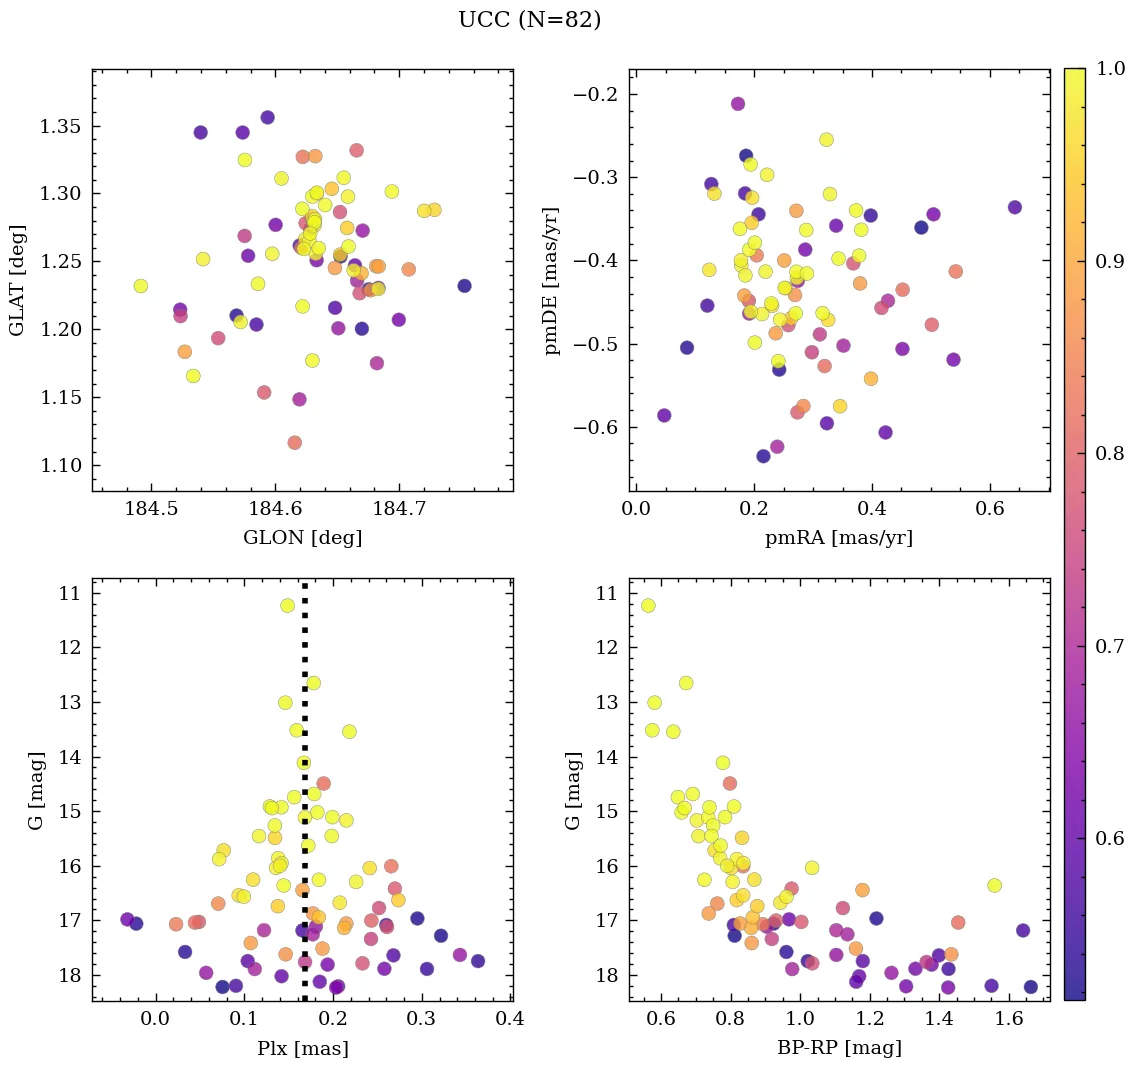 UCC (N=82)
1.35
1.30
1.25
1.20
1.15
1.10
GLAT [deg]
184.5 184.6 184.7
GLON [deg]
−0.2
−0.3
−0.4
−0.5
−0.6
pmDE [mas/yr]
0.0 0.2 0.4 0.6
pmRA [mas/yr]
1.0
0.9
0.8
0.7
0.6
11
12
13
14
15
16
17
18
G [mag]
0.0 0.1 0.2 0.3 0.4
Plx [mas]
11
12
13
14
15
16
17
18
G [mag]
0.6 0.8 1.0 1.2 1.4 1.6
BP-RP [mag]